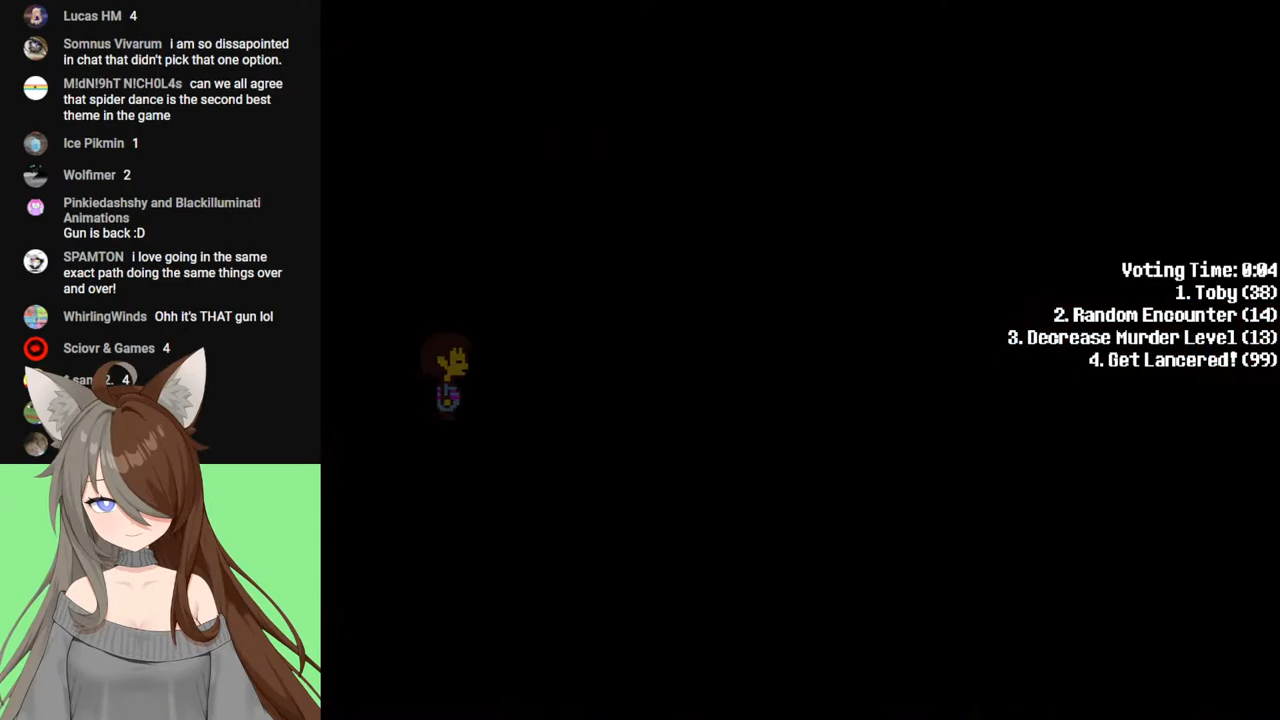 Lucas HM 4
Somnus Vivarum i am so dissapointed
in chat that didn't pick that one option.
M!dN!9hT N!CH0L4s can we all agree
that spider dance is the second best
theme in the game
Ice Pikmin 1
Wolfimer 2
Pinkiedashshy and Blackilluminati
Animations
Gun is back :D
SPAMTON i love going in the same
exact path doing the same things over
and over!
WhirlingWinds Ohh it's THAT gun lol
Sciovr & Games 4
4
Voting Time: 0:04
1. Toby (38)
2. Random Encounter (14)
3. Decrease Murder Level (13)
4. Get Lancered! (99)